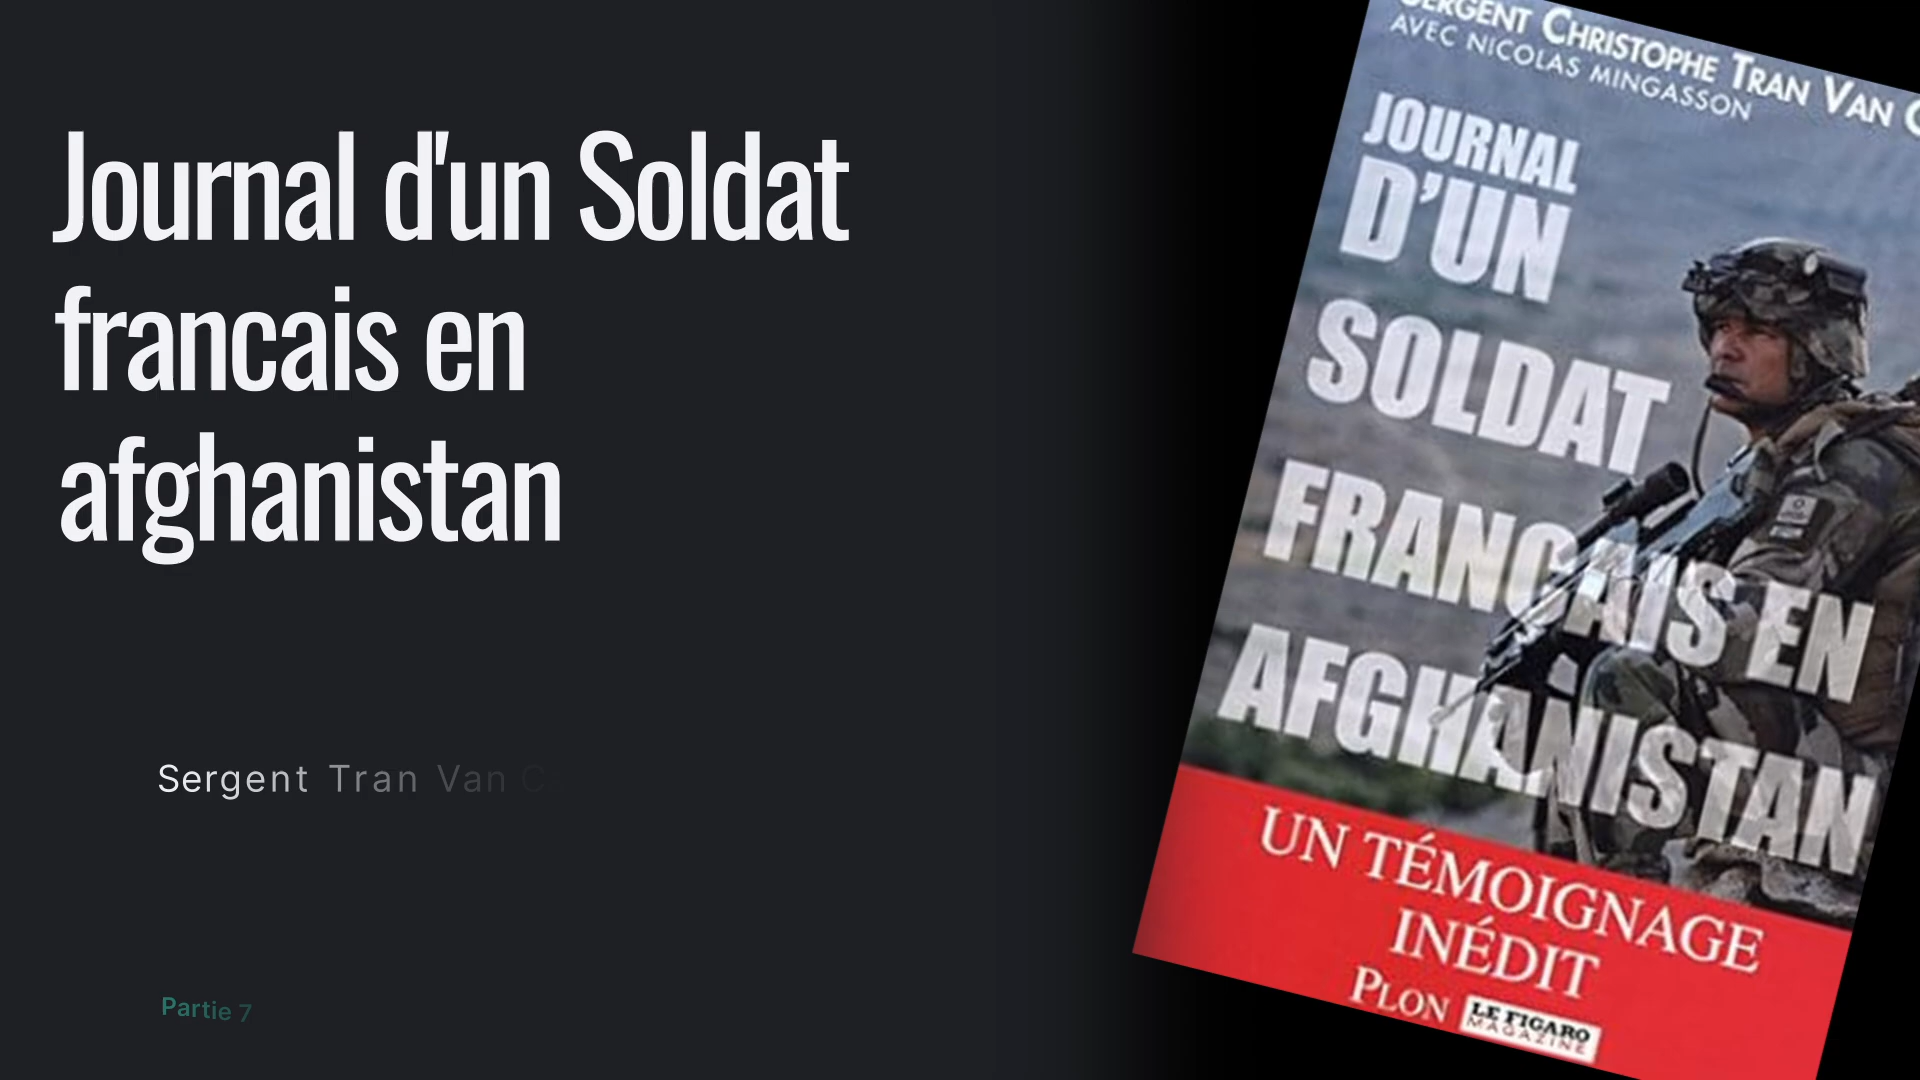 Journal d'un Soldat
francais en
afghanistan
Sergent Tran Van
Partie 7
SERGENT CHRISTOPHE TRAN VAN
AVEC NICOLAS MINGASSON
JOURNAL
D'UN
SOLDAT
FRANÇAIS EN
AFGHANISTAN
UN TÉMOIGNAGE
INÉDIT
PLON
LE FIGARO
MAGAZINE